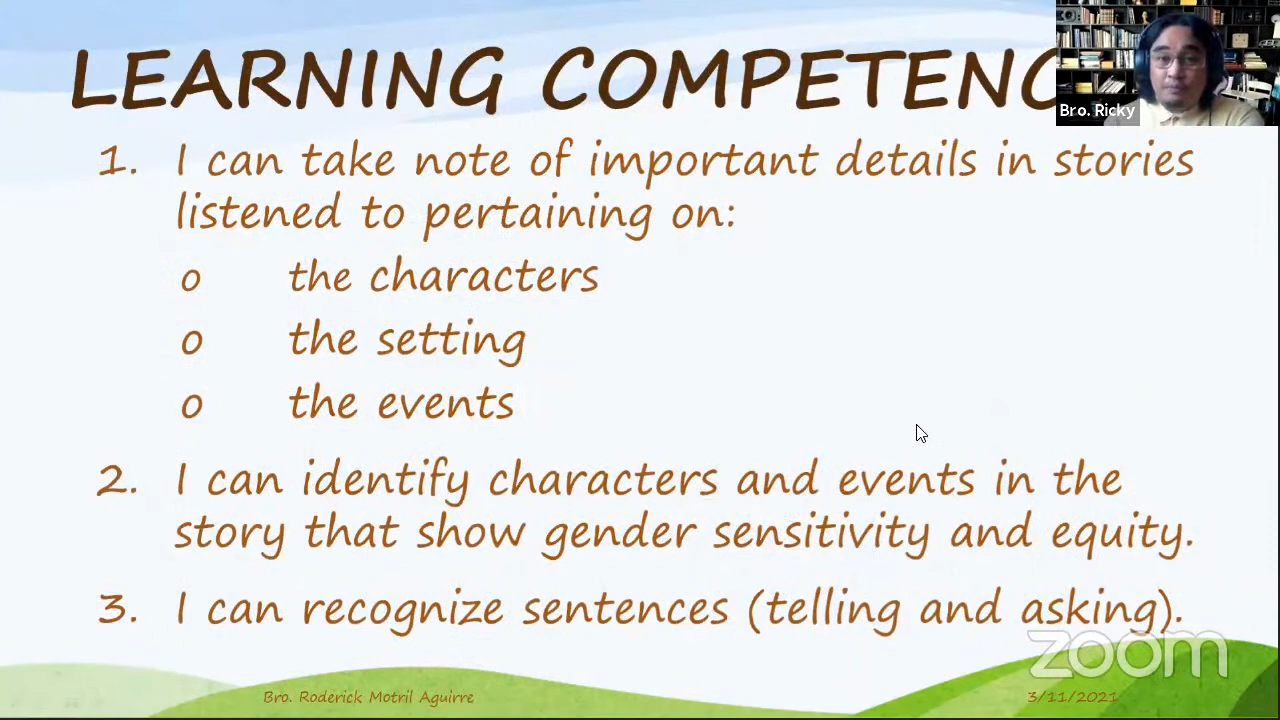 LEARNING COMPETENC
Bro. Ricky
1. I can take note of important details in stories
listened to pertaining on:
o the characters
o the setting
o the events
2. I can identify characters and events in the
story that show gender sensitivity and equity.
3. I can recognize sentences (telling and asking).
zoom
Bro. Roderick Motril Aguirre
3/11/2021